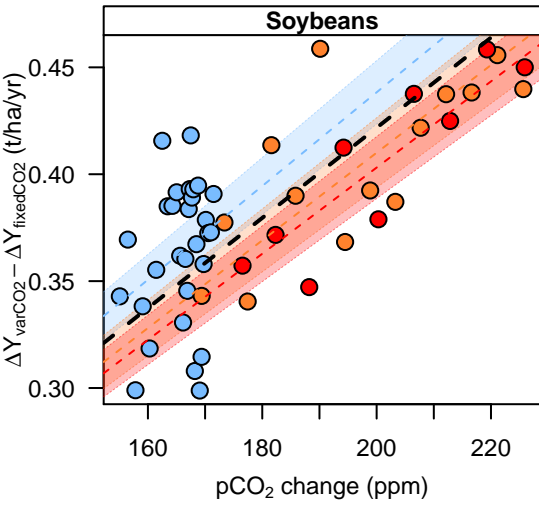 Soybeans
ΔY_varCO2 − ΔY_fixedCO2 (t/ha/yr)
0.45
0.40
0.35
0.30
160 180 200 220
pCO₂ change (ppm)